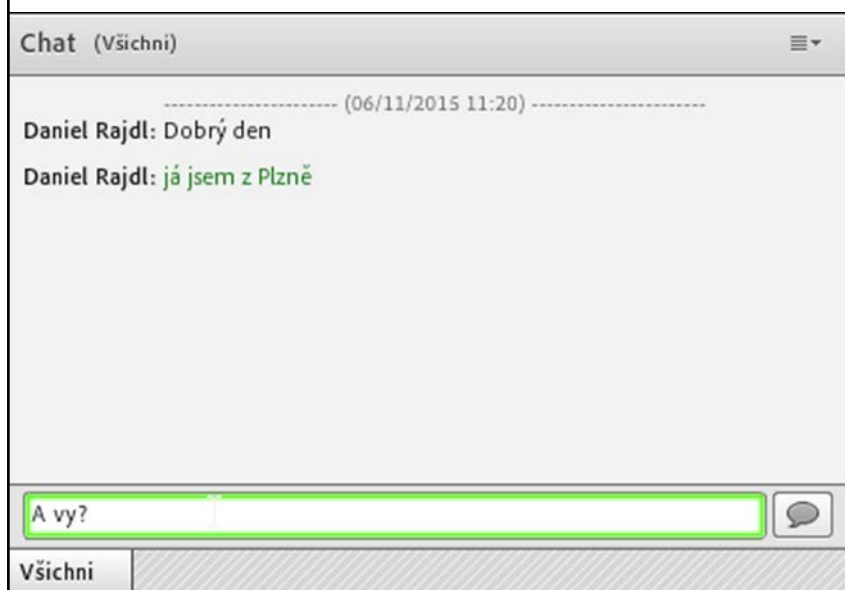 Chat (Všichni)
---------------------- (06/11/2015 11:20) ----------------------
Daniel Rajdl: Dobrý den
Daniel Rajdl: já jsem z Plzně
A vy?
Všichni